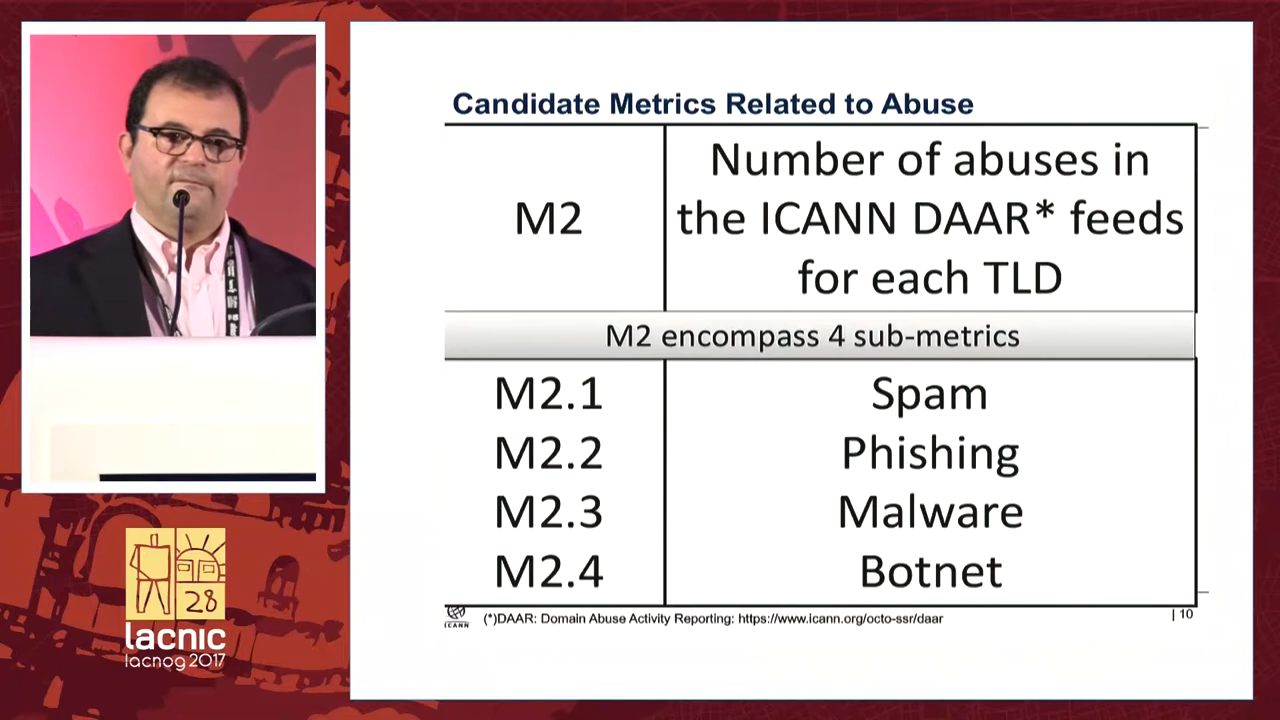 Candidate Metrics Related to Abuse
M2
Number of abuses in
the ICANN DAAR* feeds
for each TLD
M2 encompass 4 sub-metrics
M2.1 Spam
M2.2 Phishing
M2.3 Malware
M2.4 Botnet
ICANN
(*)DAAR: Domain Abuse Activity Reporting: https://www.icann.org/octo-ssr/daar
| 10
28
lacnic
lacnog 2017